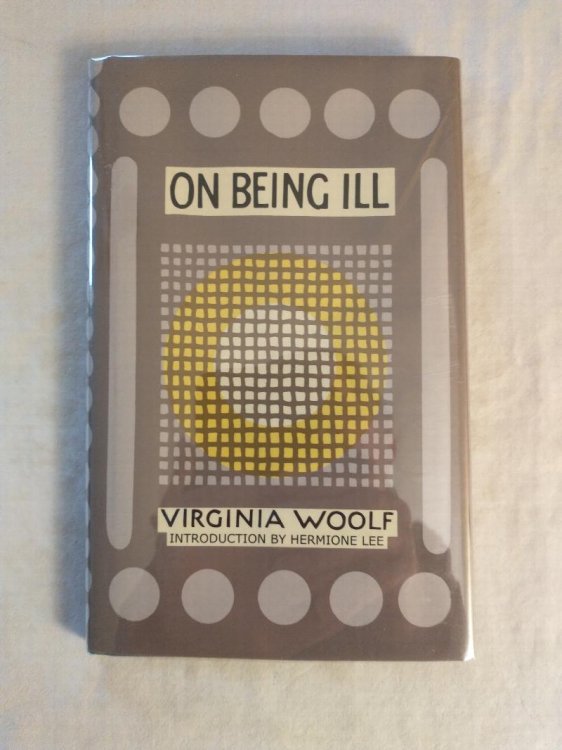 ON BEING ILL
VIRGINIA WOOLF
INTRODUCTION BY HERMIONE LEE